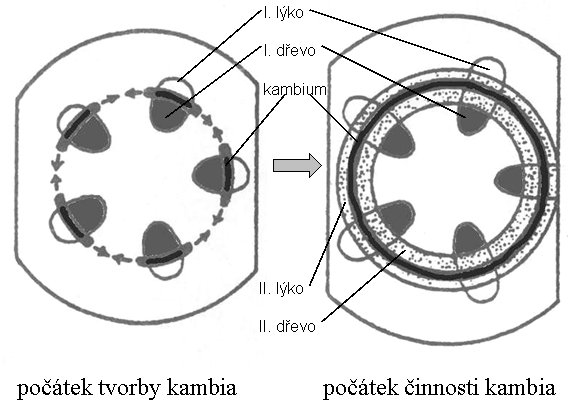 I. lýko
I. dřevo
kambium
II. lýko
II. dřevo
počátek tvorby kambia
počátek činnosti kambia